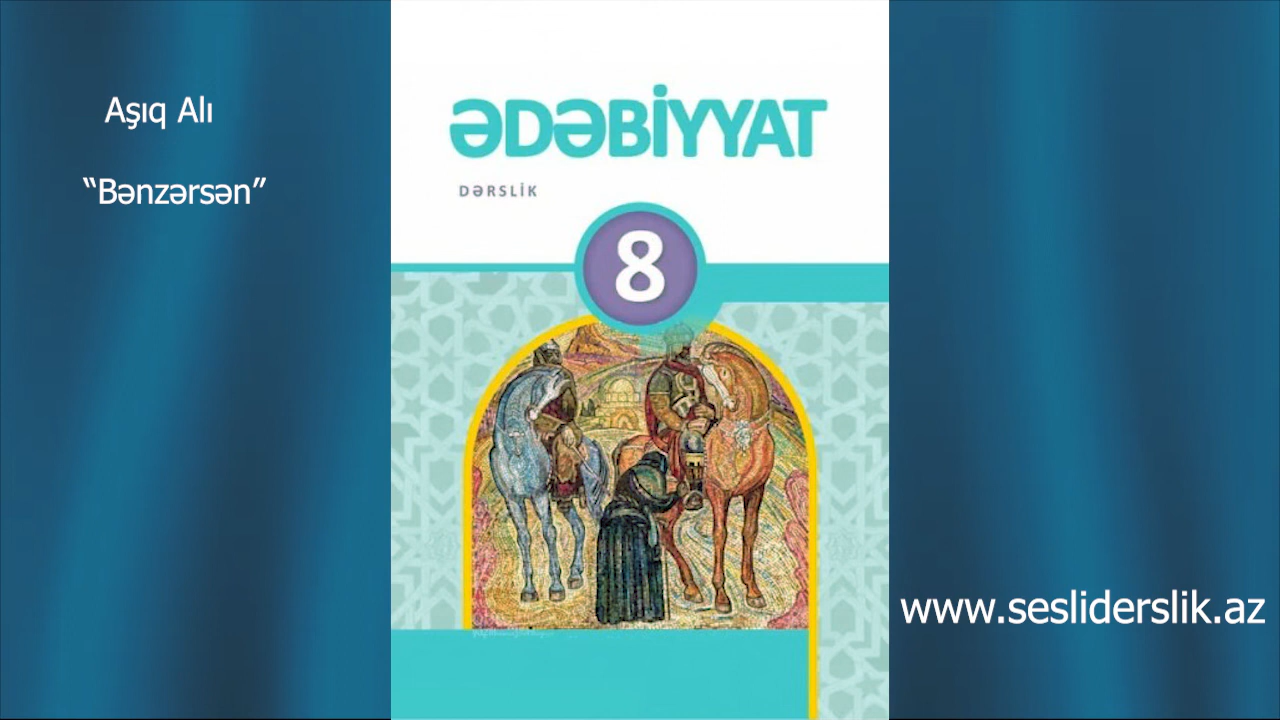 Aşıq Alı
“Bənzərsən”
ƏDƏBİYYAT
DƏRSLİK
8
www.sesliderslik.az